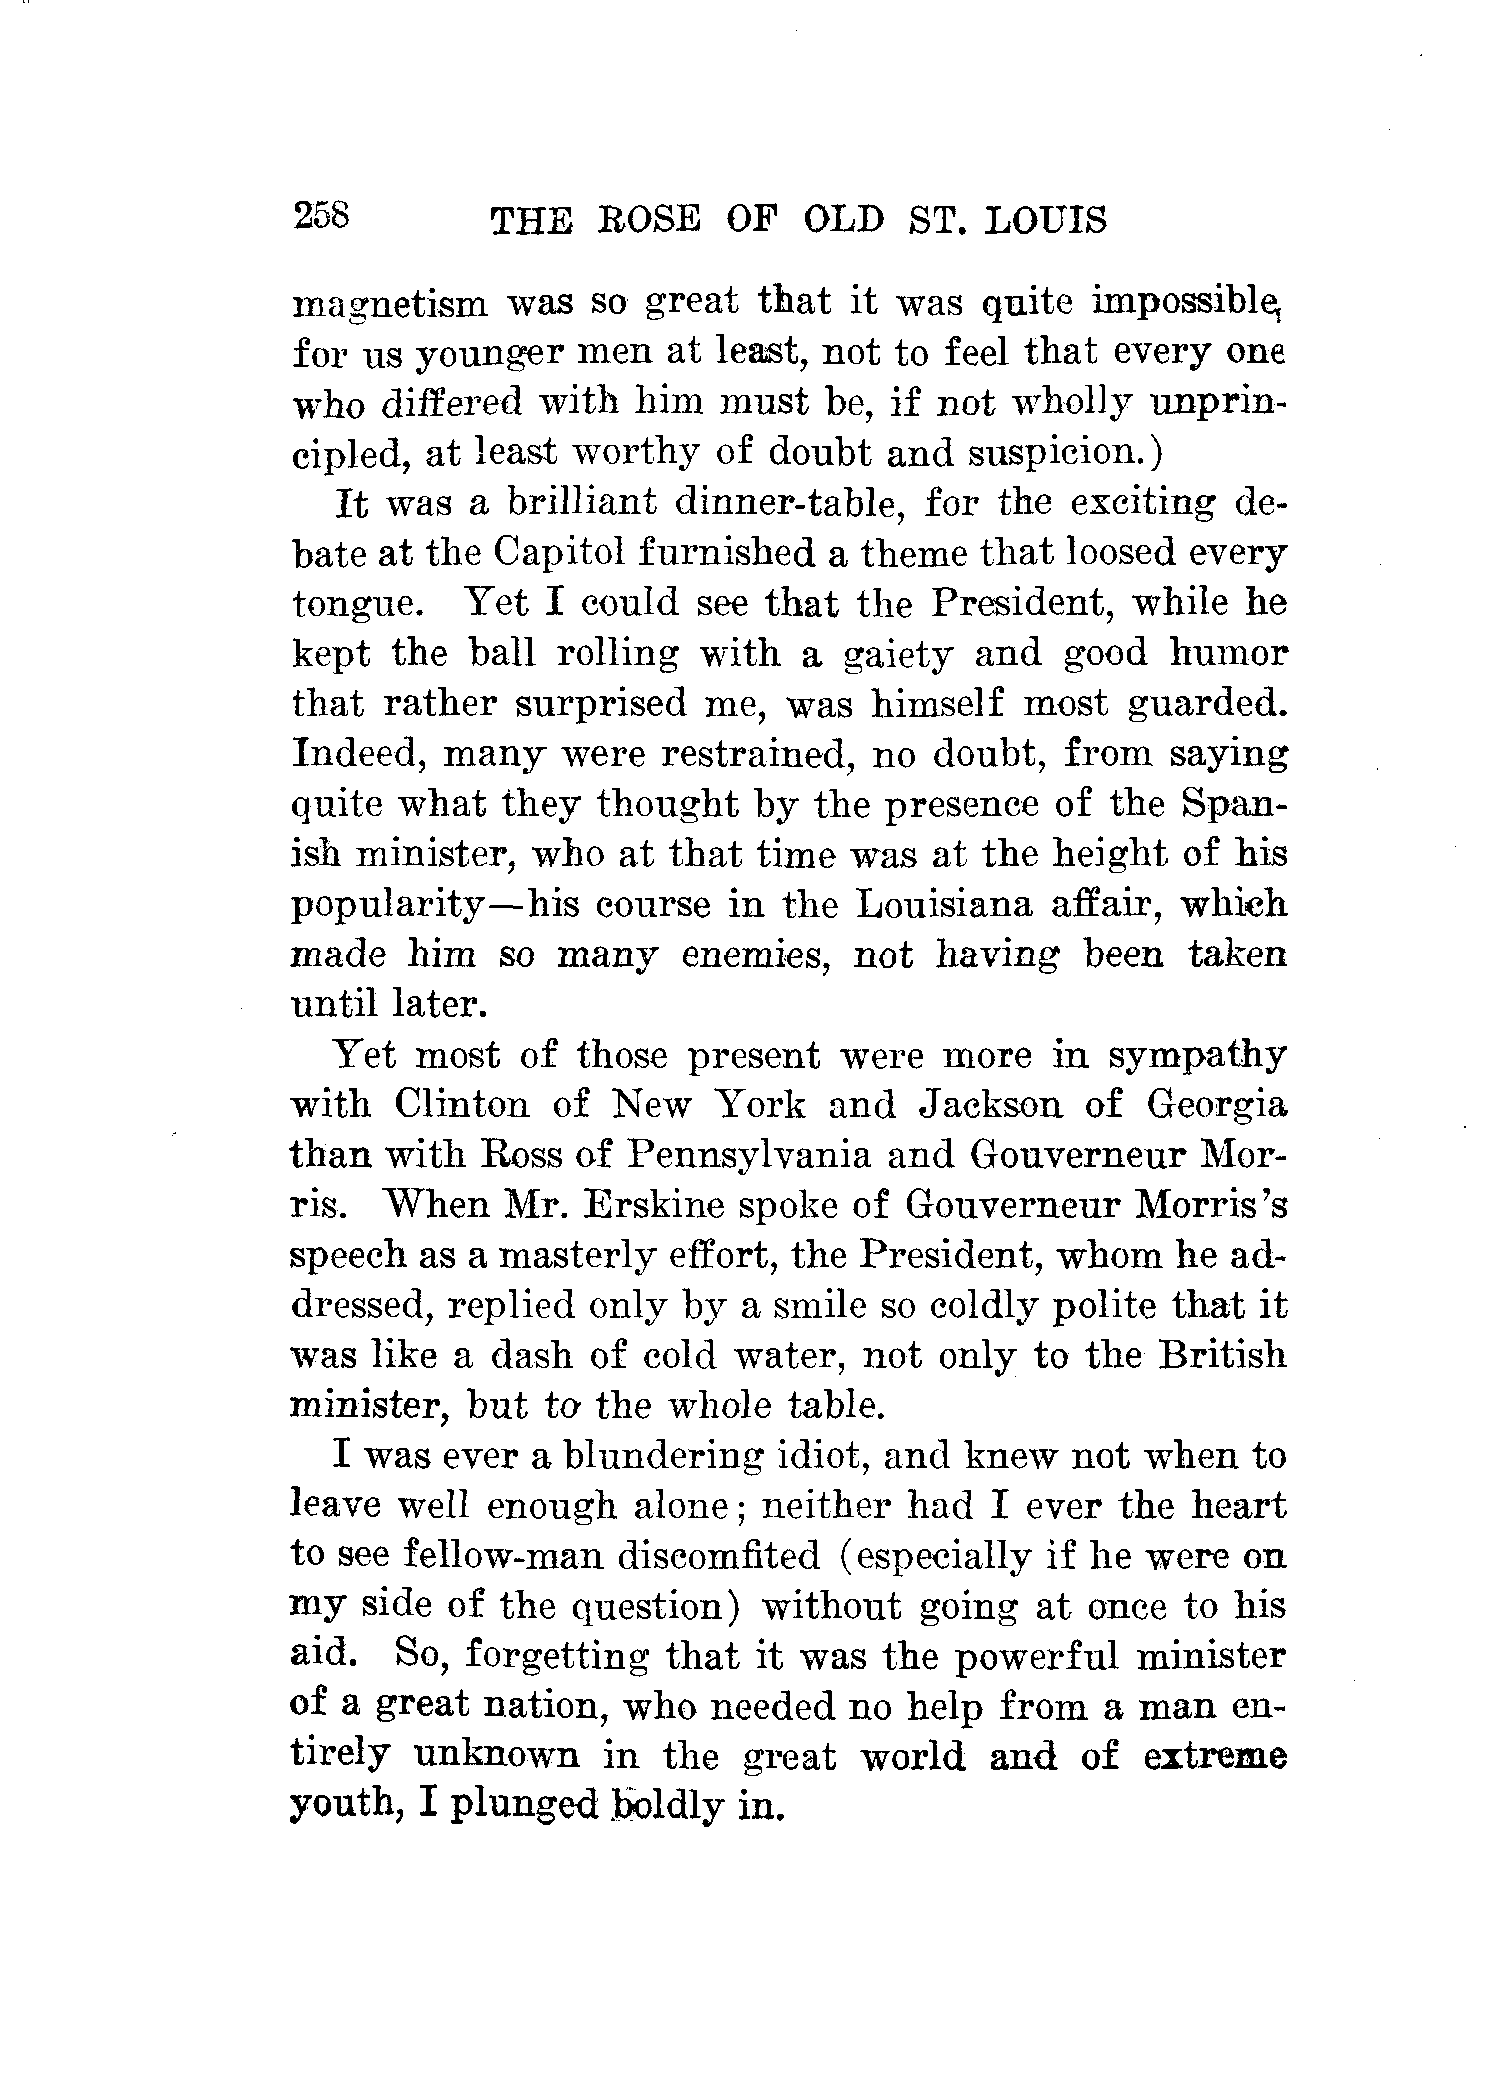 258 THE ROSE OF OLD ST. LOUIS
magnetism was so great that it was quite impossible,
for us younger men at least, not to feel that every one
who differed with him must be, if not wholly unprin-
cipled, at least worthy of doubt and suspicion.)
It was a brilliant dinner-table, for the exciting de-
bate at the Capitol furnished a theme that loosed every
tongue. Yet I could see that the President, while he
kept the ball rolling with a gaiety and good humor
that rather surprised me, was himself most guarded.
Indeed, many were restrained, no doubt, from saying
quite what they thought by the presence of the Span-
ish minister, who at that time was at the height of his
popularity—his course in the Louisiana affair, which
made him so many enemies, not having been taken
until later.
Yet most of those present were more in sympathy
with Clinton of New York and Jackson of Georgia
than with Ross of Pennsylvania and Gouverneur Mor-
ris. When Mr. Erskine spoke of Gouverneur Morris's
speech as a masterly effort, the President, whom he ad-
dressed, replied only by a smile so coldly polite that it
was like a dash of cold water, not only to the British
minister, but to the whole table.
I was ever a blundering idiot, and knew not when to
leave well enough alone; neither had I ever the heart
to see fellow-man discomfited (especially if he were on
my side of the question) without going at once to his
aid. So, forgetting that it was the powerful minister
of a great nation, who needed no help from a man en-
tirely unknown in the great world and of extreme
youth, I plunged boldly in.